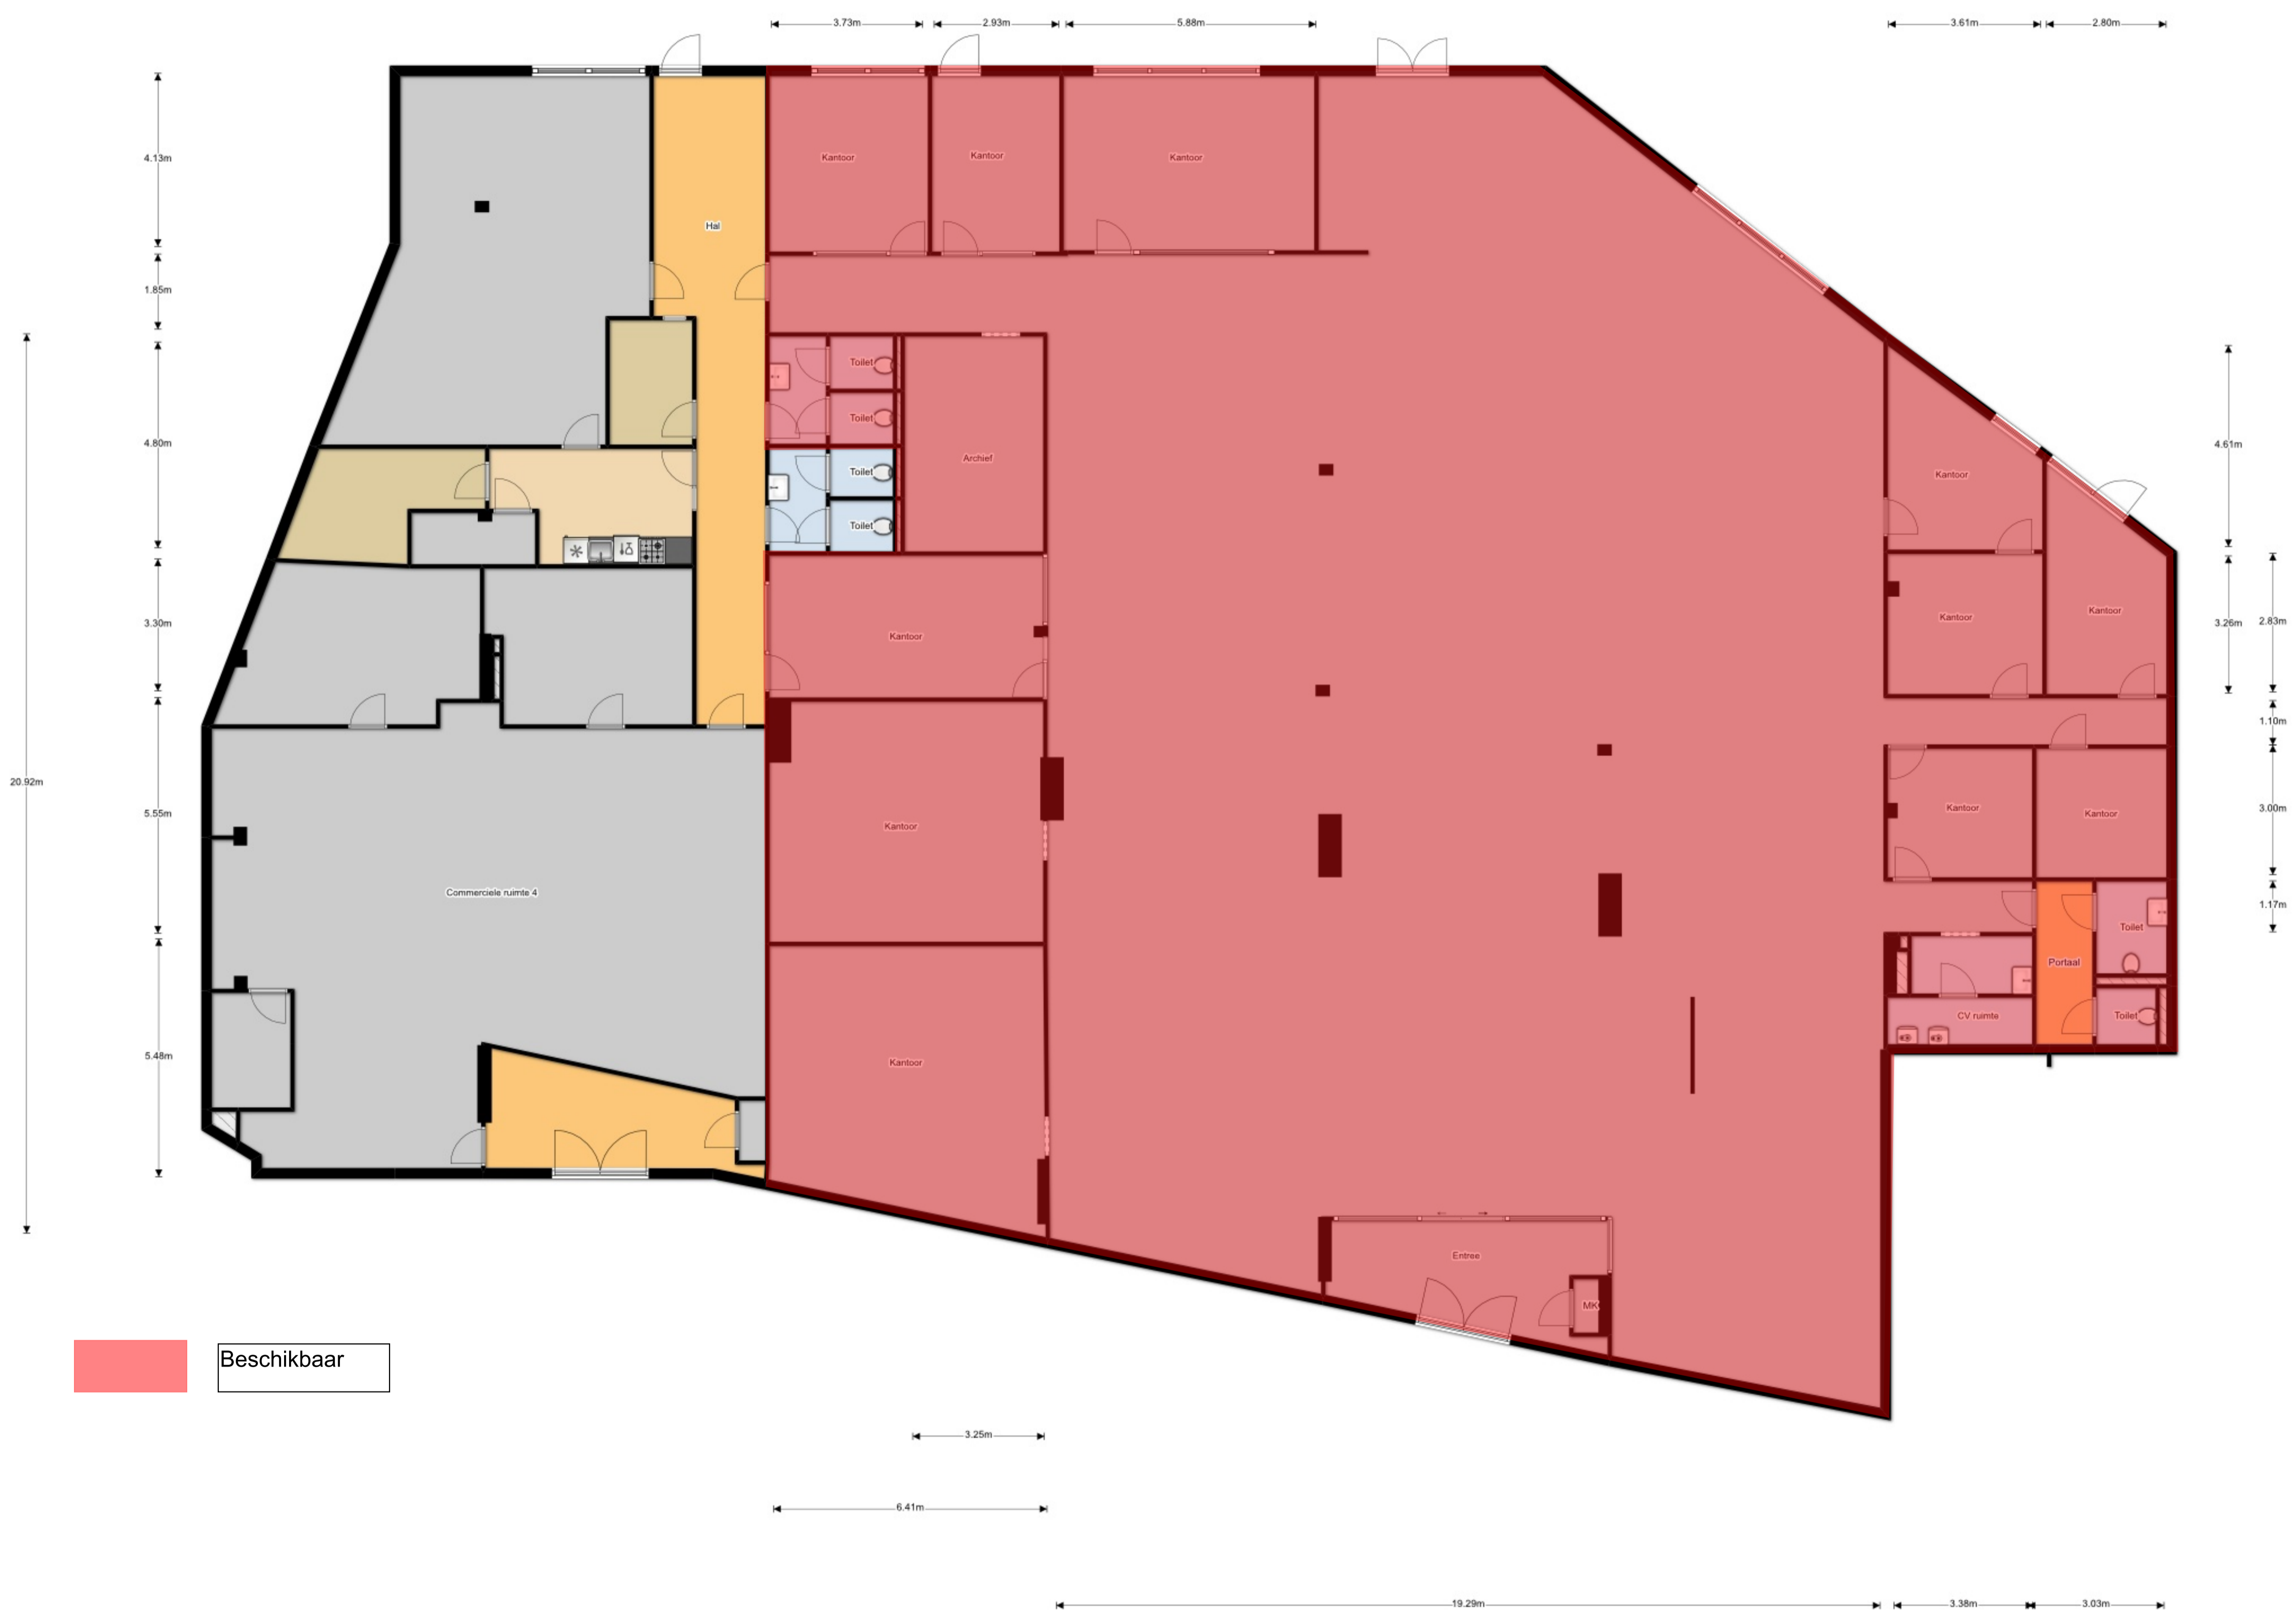 3.73m
2.93m
5.88m
3.61m
2.80m
4.13m
Kantoor
Kantoor
Kantoor
Hal
1.85m
Toilet
4.80m
Toilet
Archief
4.61m
Toilet
Kantoor
Toilet
3.30m
Kantoor
Kantoor
Kantoor
3.26m
2.83m
1.10m
20.92m
5.55m
Kantoor
Kantoor
Kantoor
3.00m
Commerciele ruimte 4
1.17m
Toilet
Portaal
CV ruimte
Toilet
5.48m
Kantoor
Entree
MK
Beschikbaar
3.25m
6.41m
19.29m
3.38m
3.03m